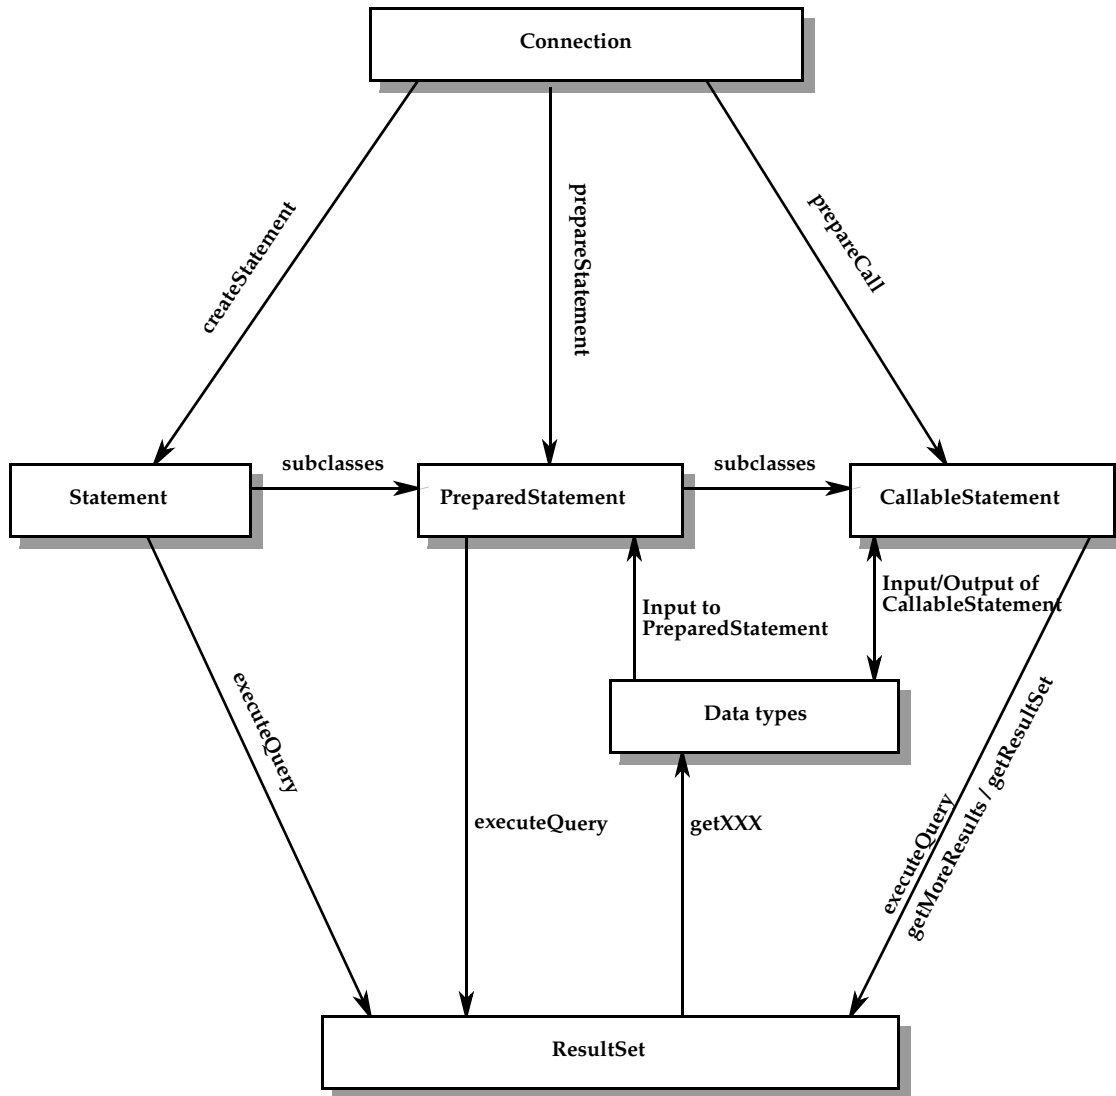 Connection
createStatement
prepareStatement
prepareCall
subclasses
subclasses
Statement
PreparedStatement
CallableStatement
Input to
PreparedStatement
Input/Output of
CallableStatement
Data types
executeQuery
executeQuery
getXXX
executeQuery
getMoreResults / getResultSet
ResultSet